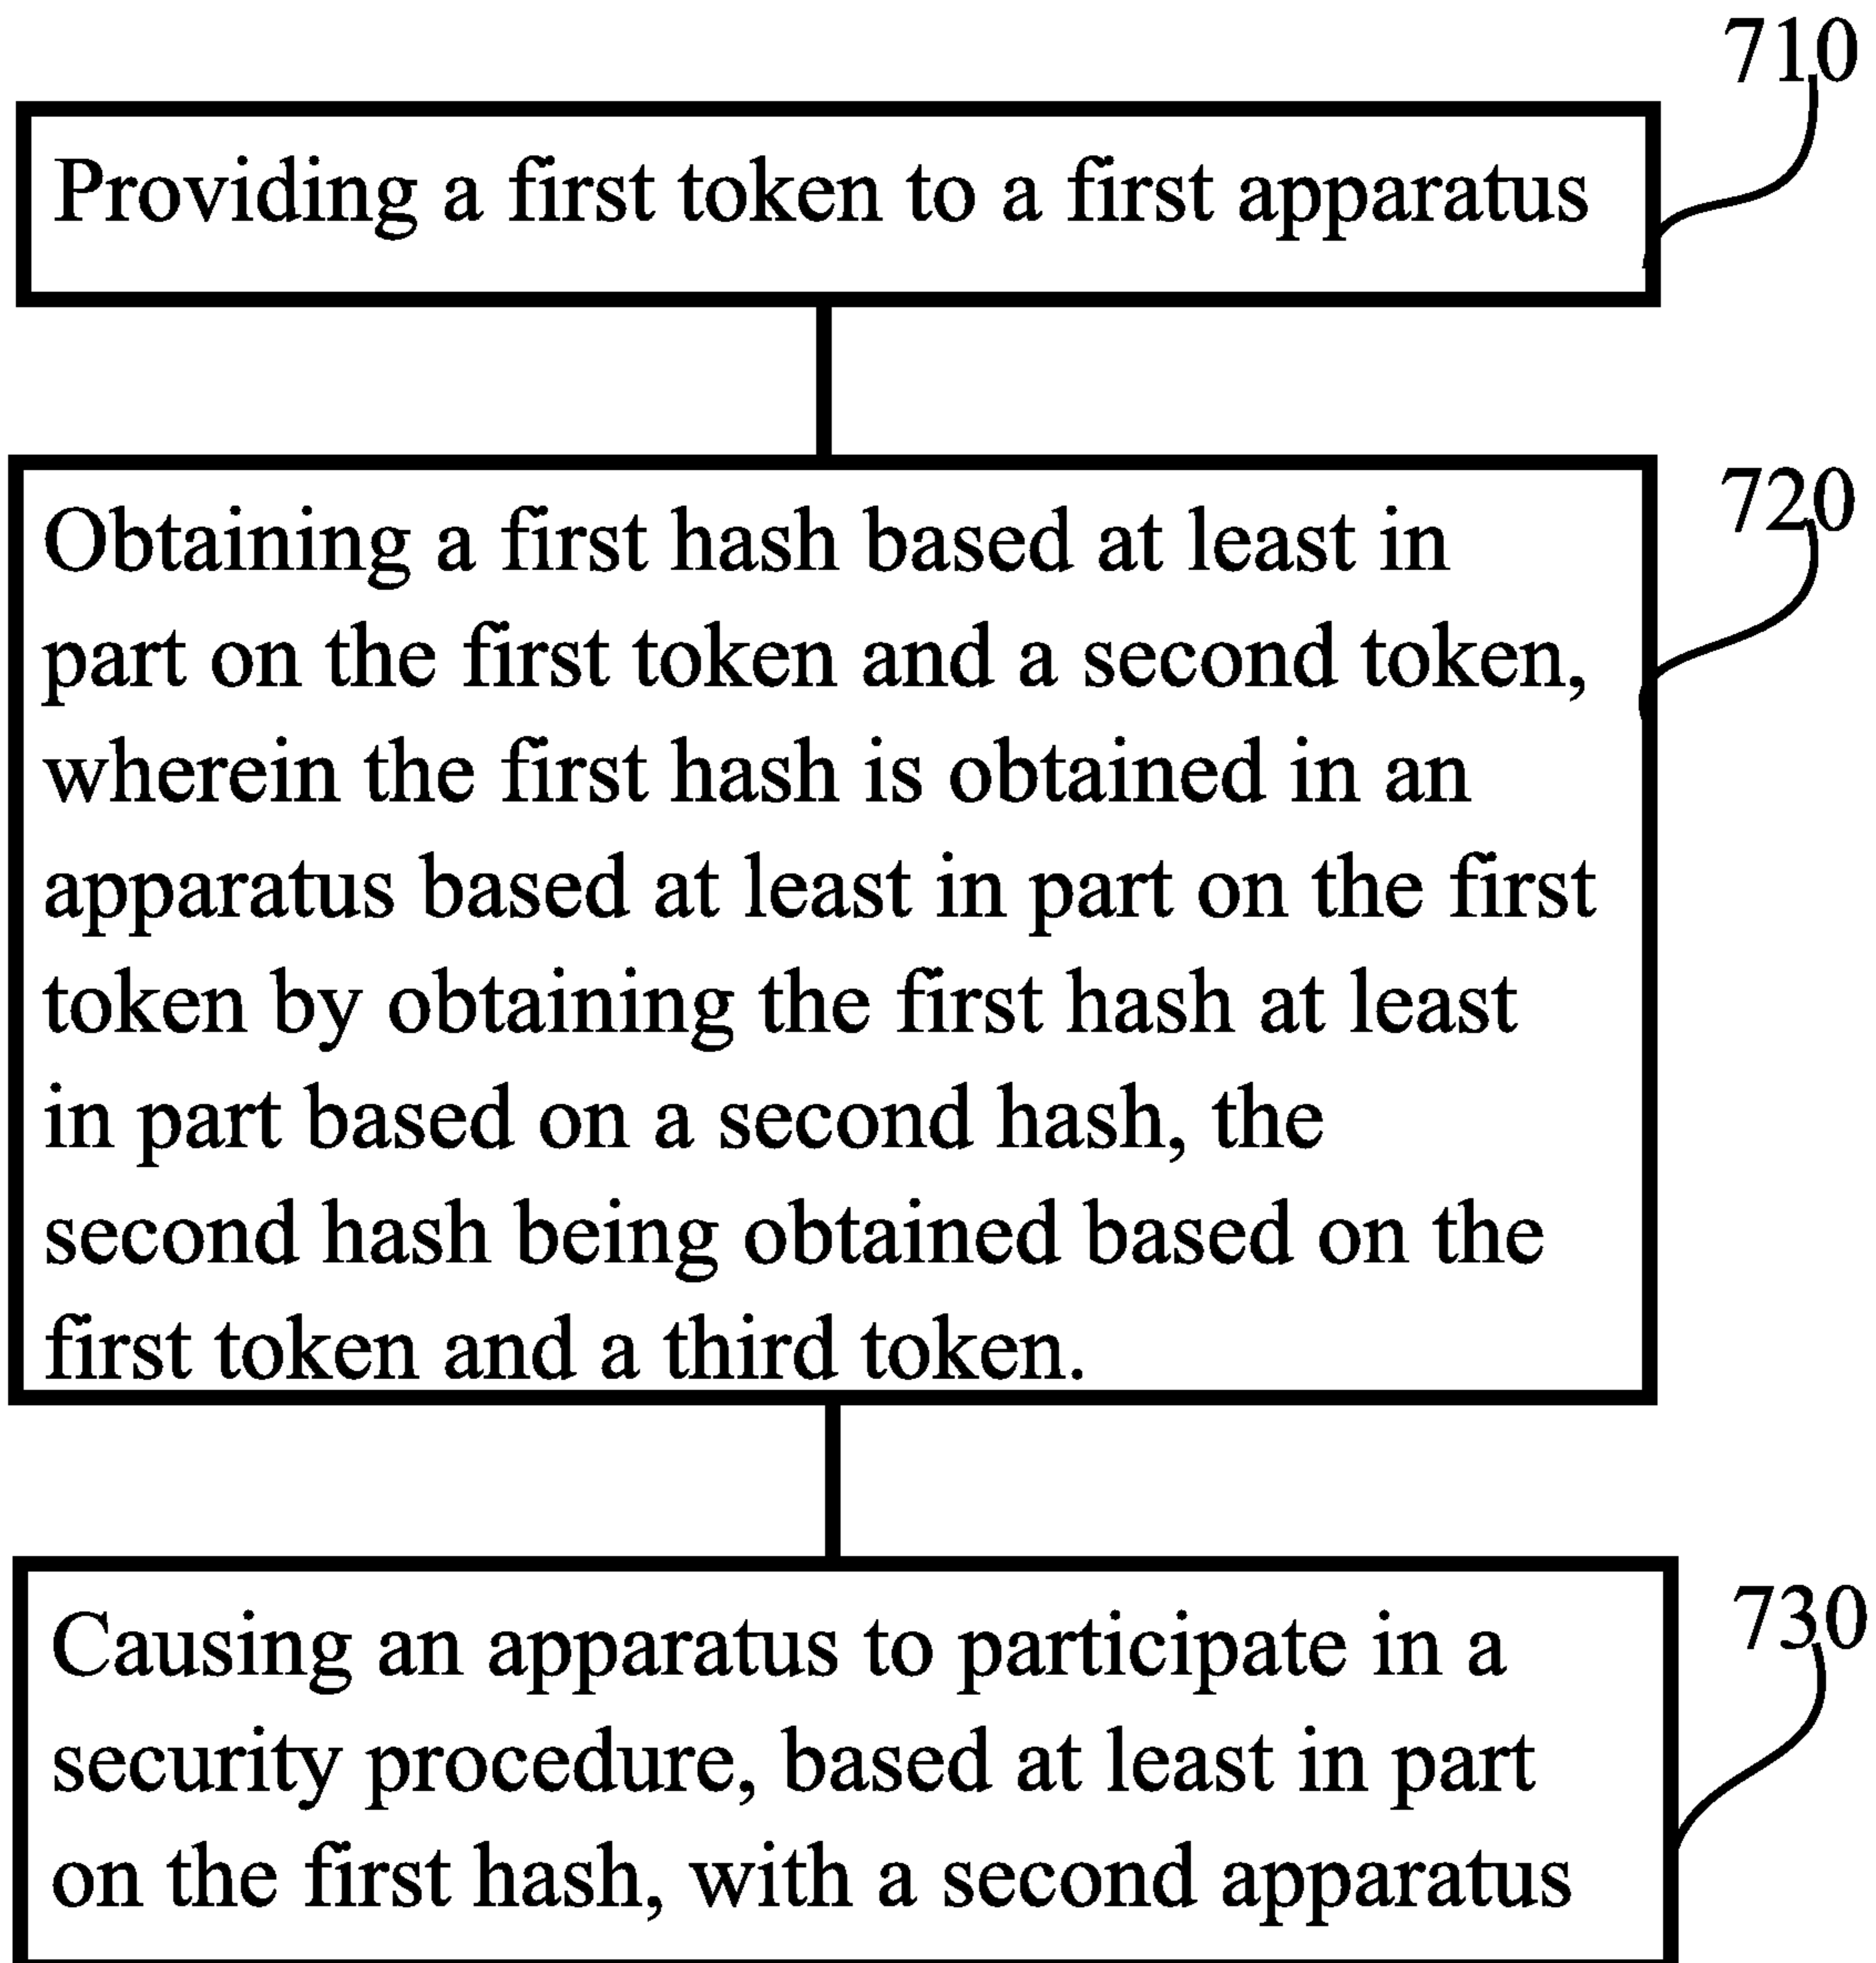 710
Providing a first token to a first apparatus
720
Obtaining a first hash based at least in
part on the first token and a second token,
wherein the first hash is obtained in an
apparatus based at least in part on the first
token by obtaining the first hash at least
in part based on a second hash, the
second hash being obtained based on the
first token and a third token.
730
Causing an apparatus to participate in a
security procedure, based at least in part
on the first hash, with a second apparatus